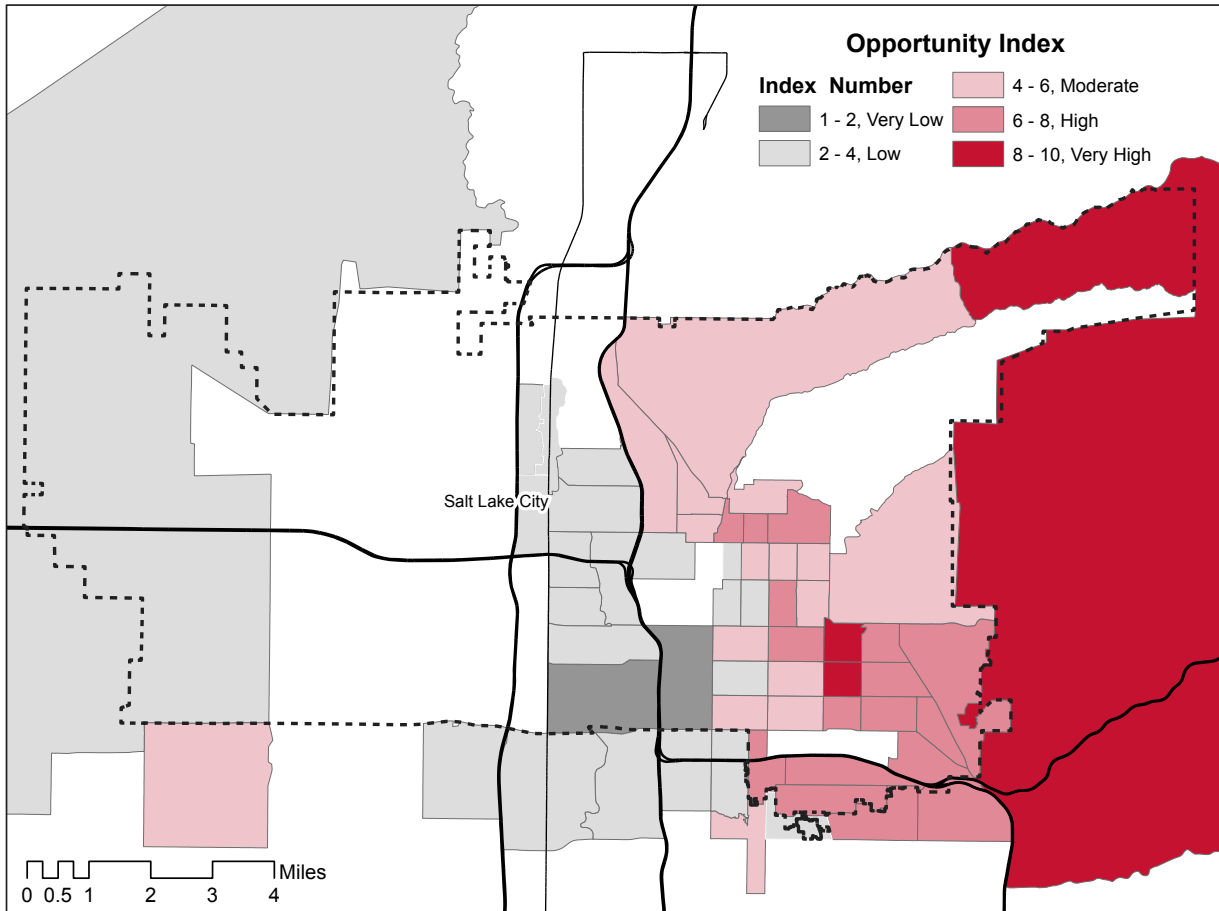 Opportunity Index
Index Number
1 - 2, Very Low
2 - 4, Low
4 - 6, Moderate
6 - 8, High
8 - 10, Very High
Salt Lake City
Miles
0 0.5 1 2 3 4